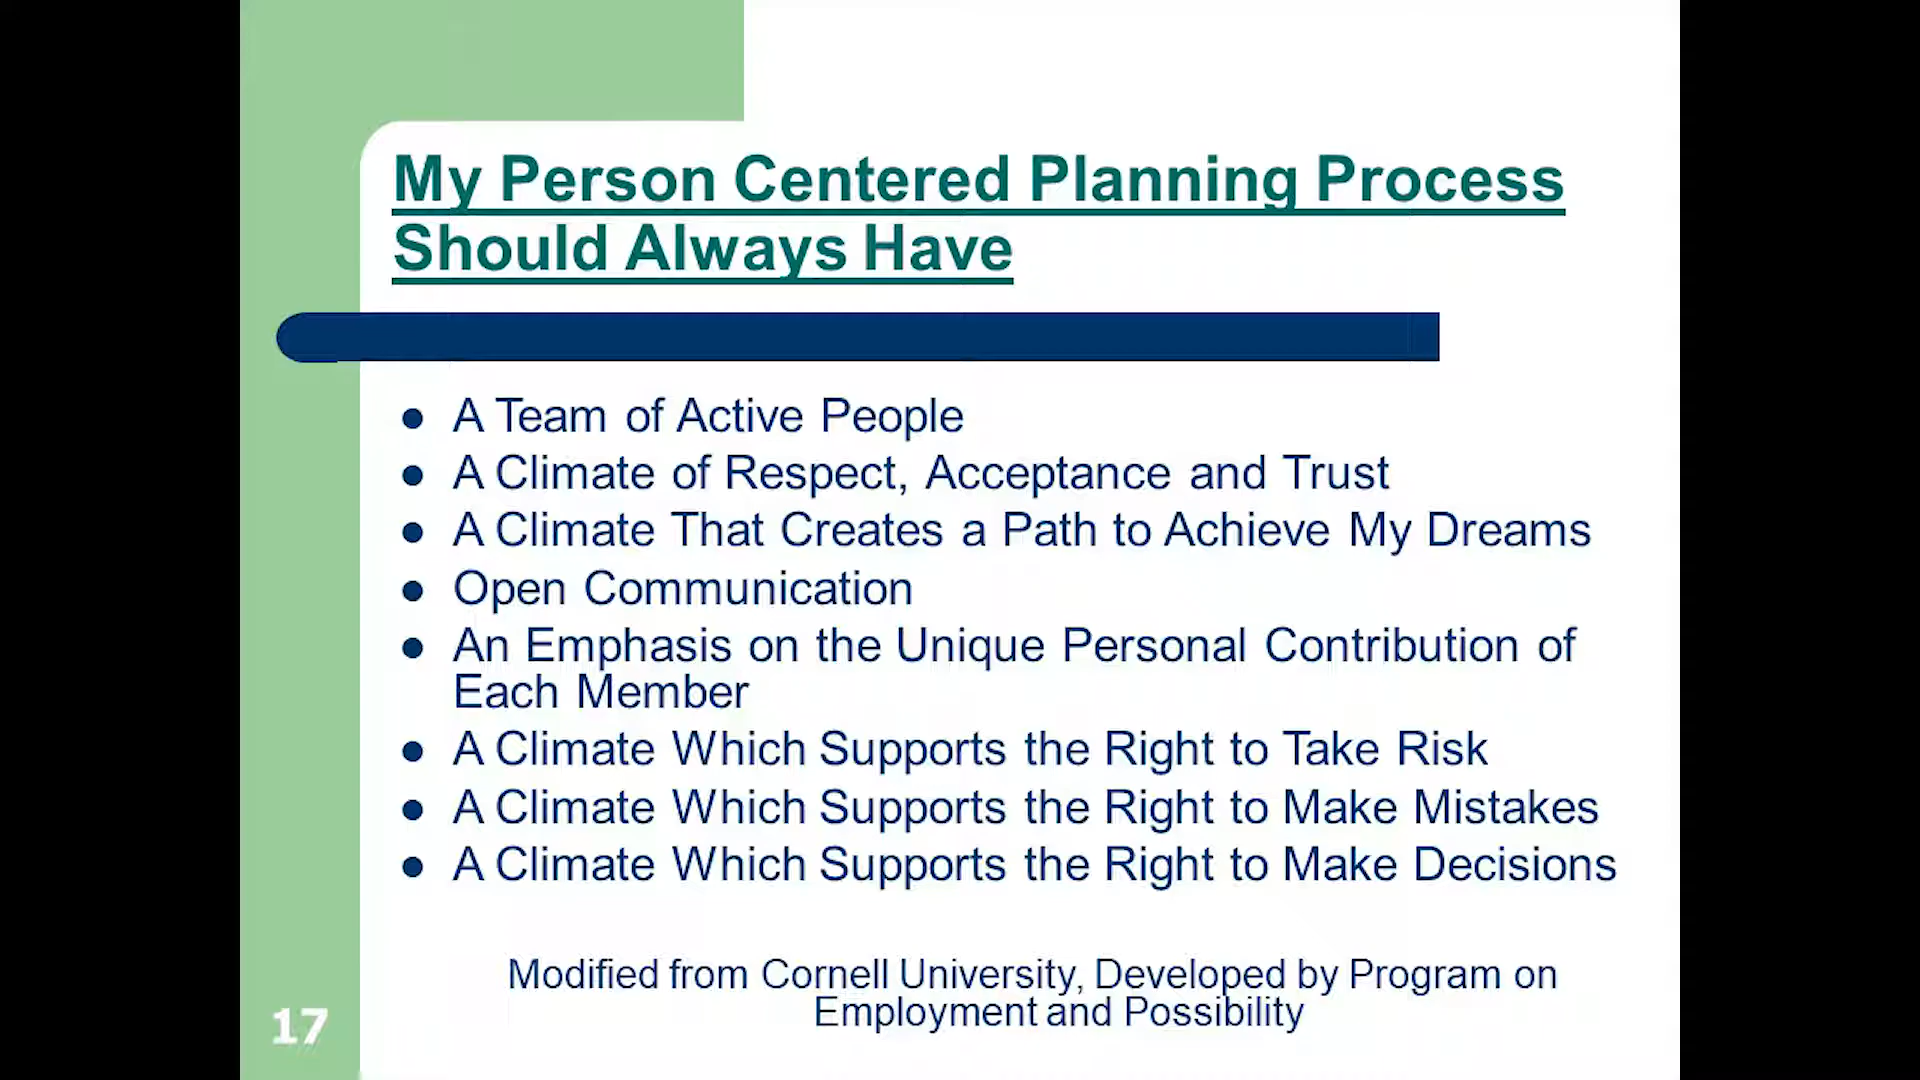 My Person Centered Planning Process
Should Always Have
● A Team of Active People
● A Climate of Respect, Acceptance and Trust
● A Climate That Creates a Path to Achieve My Dreams
● Open Communication
● An Emphasis on the Unique Personal Contribution of
Each Member
● A Climate Which Supports the Right to Take Risk
● A Climate Which Supports the Right to Make Mistakes
● A Climate Which Supports the Right to Make Decisions
Modified from Cornell University, Developed by Program on
Employment and Possibility
17